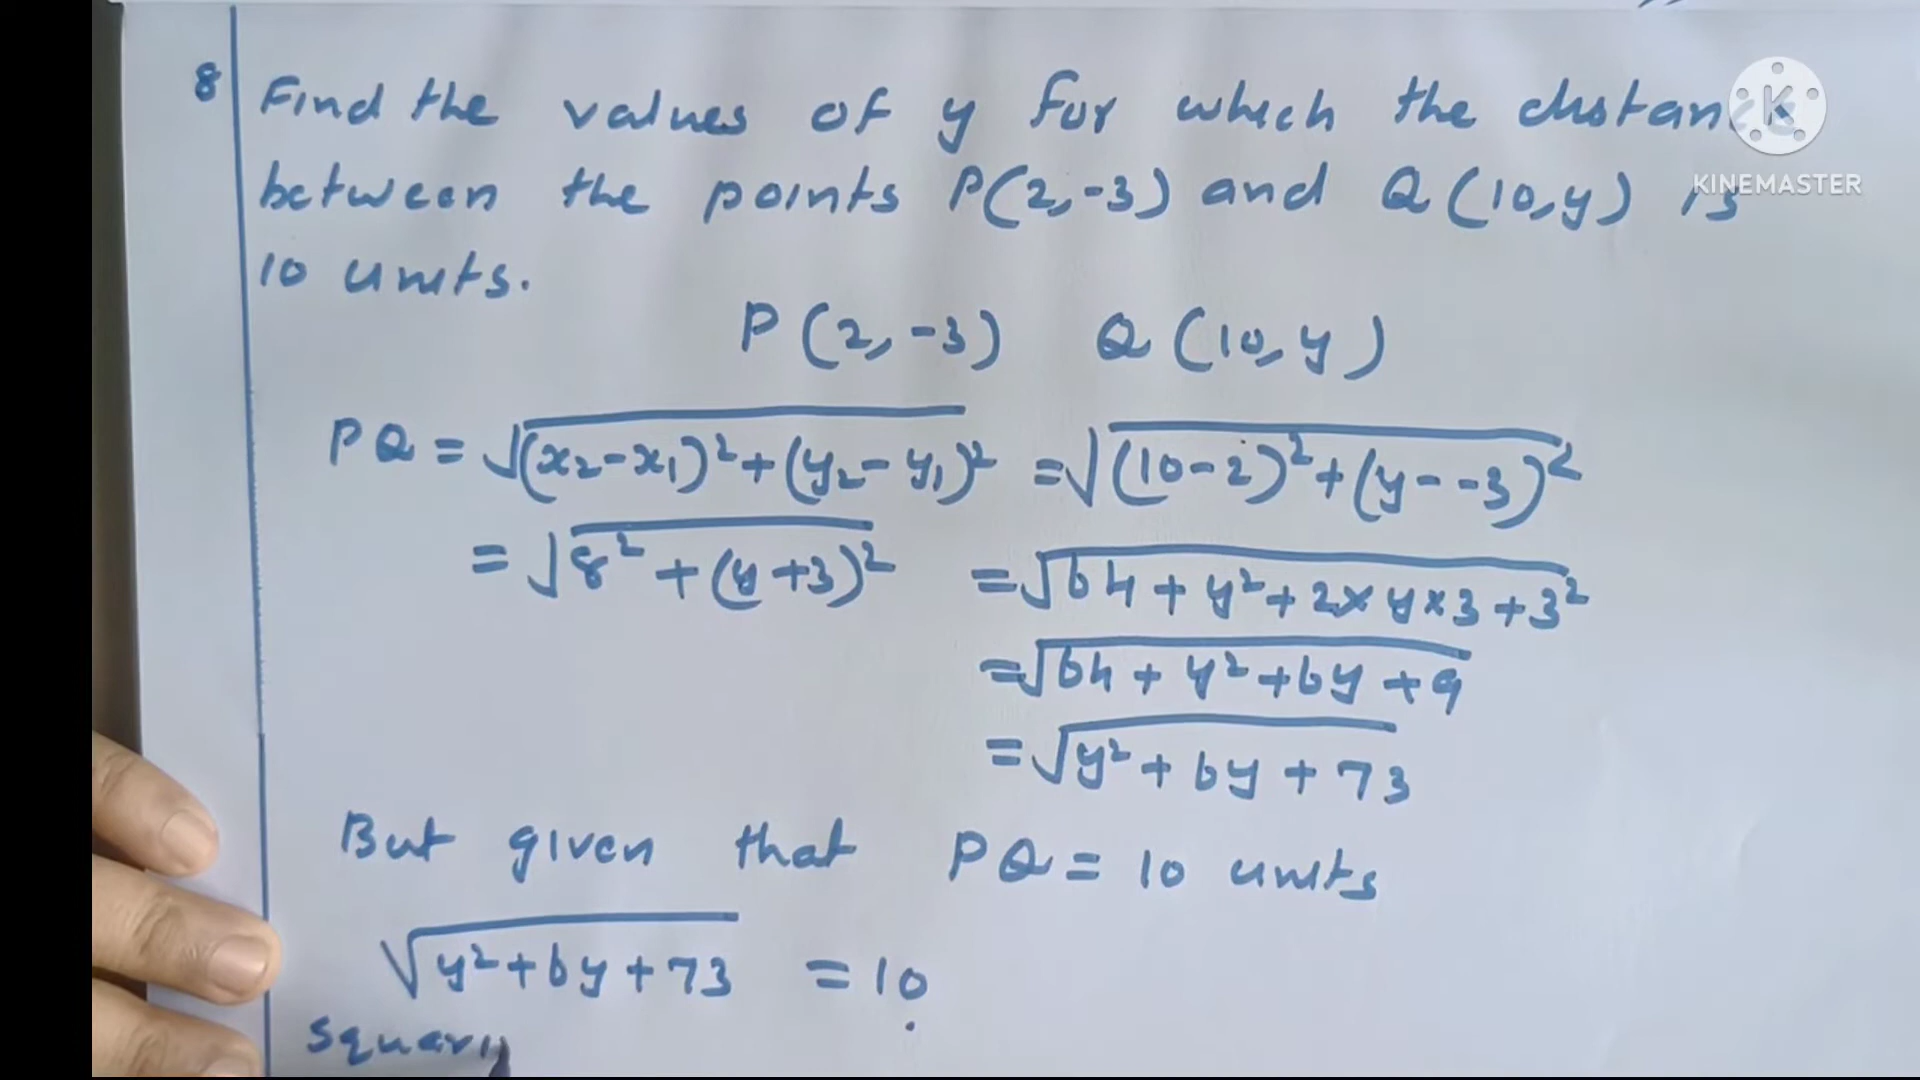 8 Find the values of y for which the distance
between the points P(2,-3) and Q(10,y) is
10 units.
P(2,-3) Q(10,y)
PQ = √(x₂-x₁)²+(y₂-y₁)² = √(10-2)²+(y--3)²
= √8²+(y+3)² = √64+y²+2×y×3+3²
= √64+y²+6y+9
= √y²+6y+73
But given that PQ = 10 units
√y²+6y+73 = 10
squari
K
KINEMASTER